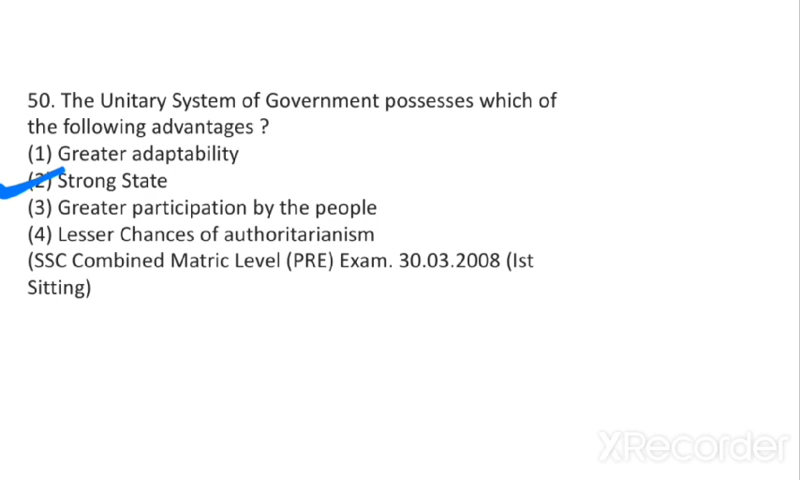 50. The Unitary System of Government possesses which of
the following advantages ?
(1) Greater adaptability
(2) Strong State
(3) Greater participation by the people
(4) Lesser Chances of authoritarianism
(SSC Combined Matric Level (PRE) Exam. 30.03.2008 (Ist
Sitting)
XRecorder